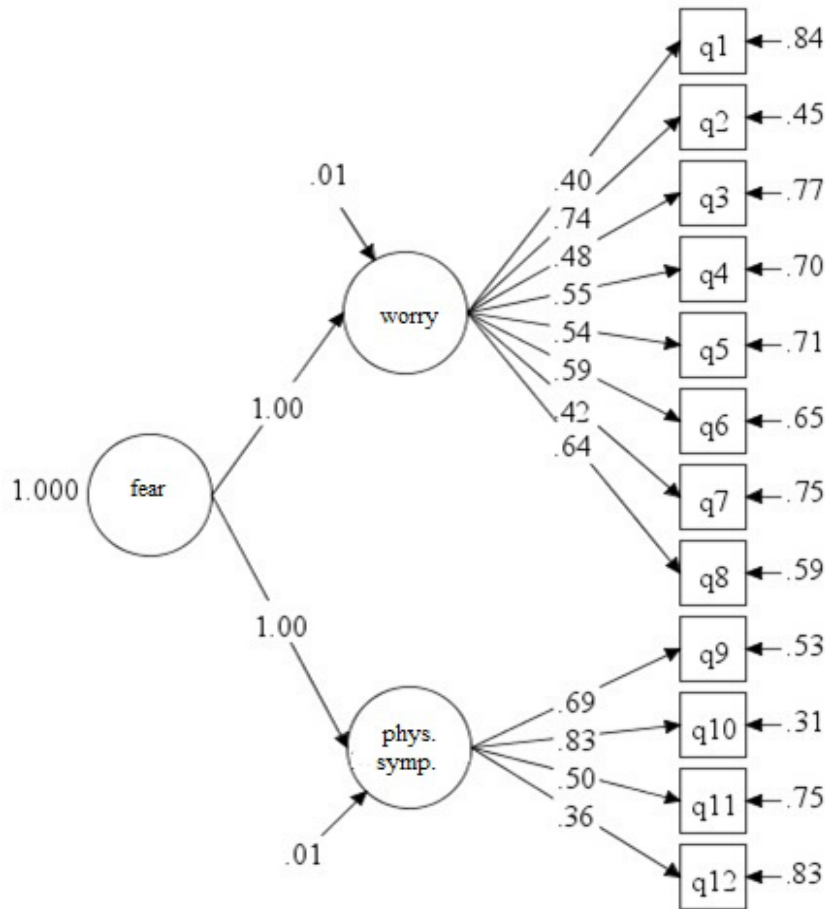 q1
.84
q2
.45
.01
.40
.74
q3
.77
.48
q4
.70
.55
worry
.54
q5
.71
.59
q6
.65
1.00
.42
.64
1.000
fear
q7
.75
q8
.59
1.00
q9
.53
.69
phys.
symp.
.83
q10
.31
.50
q11
.75
.36
.01
q12
.83